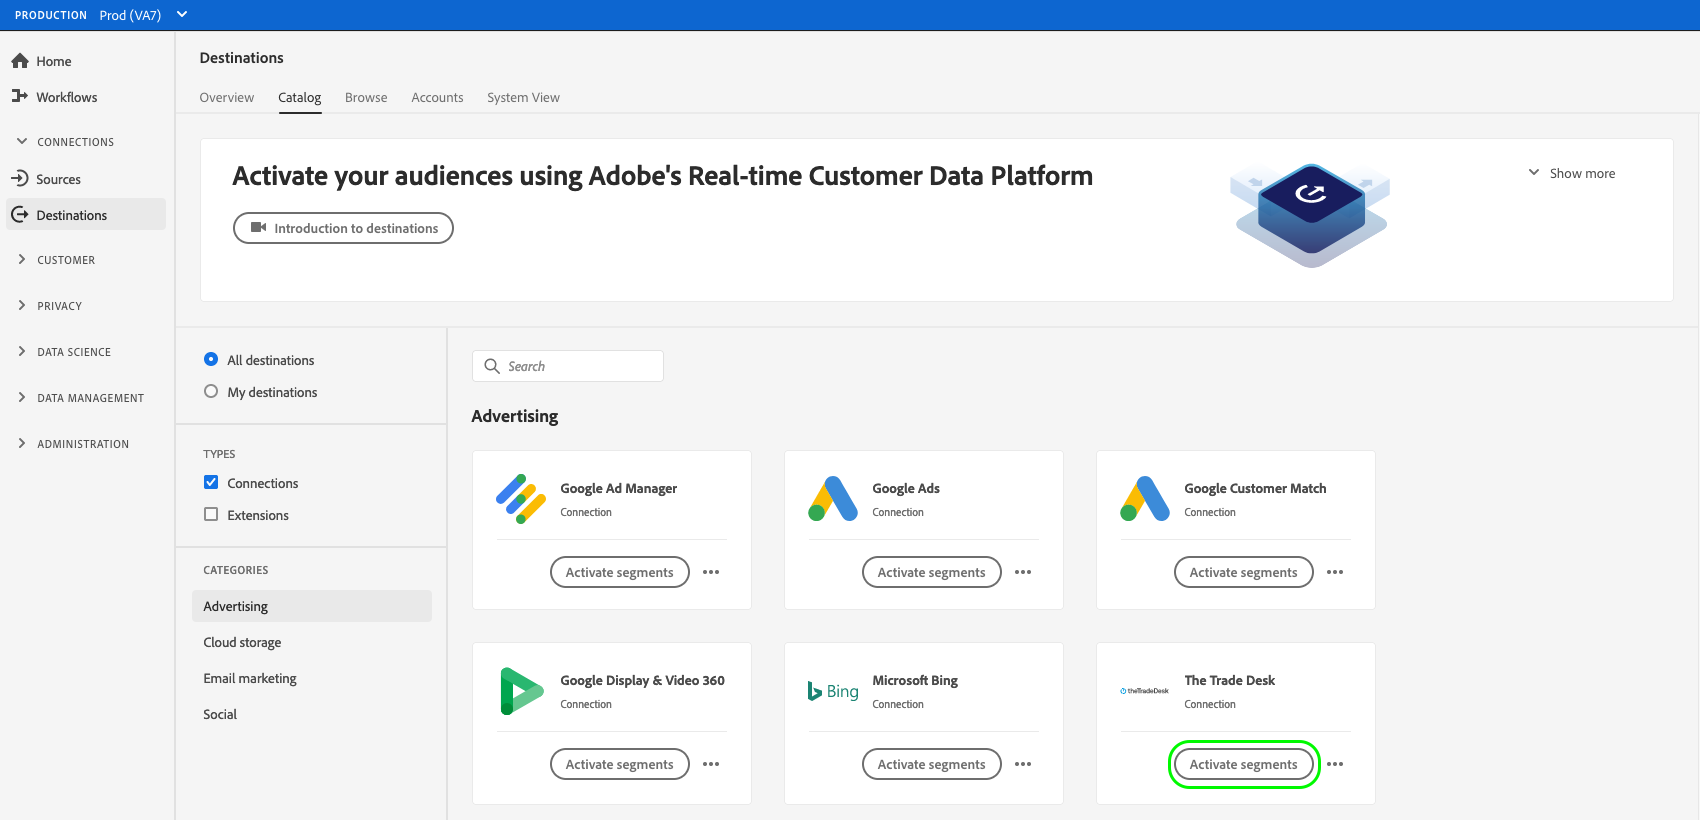 PRODUCTION Prod (VA7)
Home
Workflows
CONNECTIONS
Sources
Destinations
CUSTOMER
PRIVACY
DATA SCIENCE
DATA MANAGEMENT
ADMINISTRATION
Destinations
Overview Catalog Browse Accounts System View
Activate your audiences using Adobe's Real-time Customer Data Platform
Introduction to destinations
Show more
All destinations
My destinations
TYPES
Connections
Extensions
CATEGORIES
Advertising
Cloud storage
Email marketing
Social
Search
Advertising
Google Ad Manager
Connection
Activate segments
Google Ads
Connection
Activate segments
Google Customer Match
Connection
Activate segments
Google Display & Video 360
Connection
Activate segments
Bing
Microsoft Bing
Connection
Activate segments
theTradeDesk
The Trade Desk
Connection
Activate segments